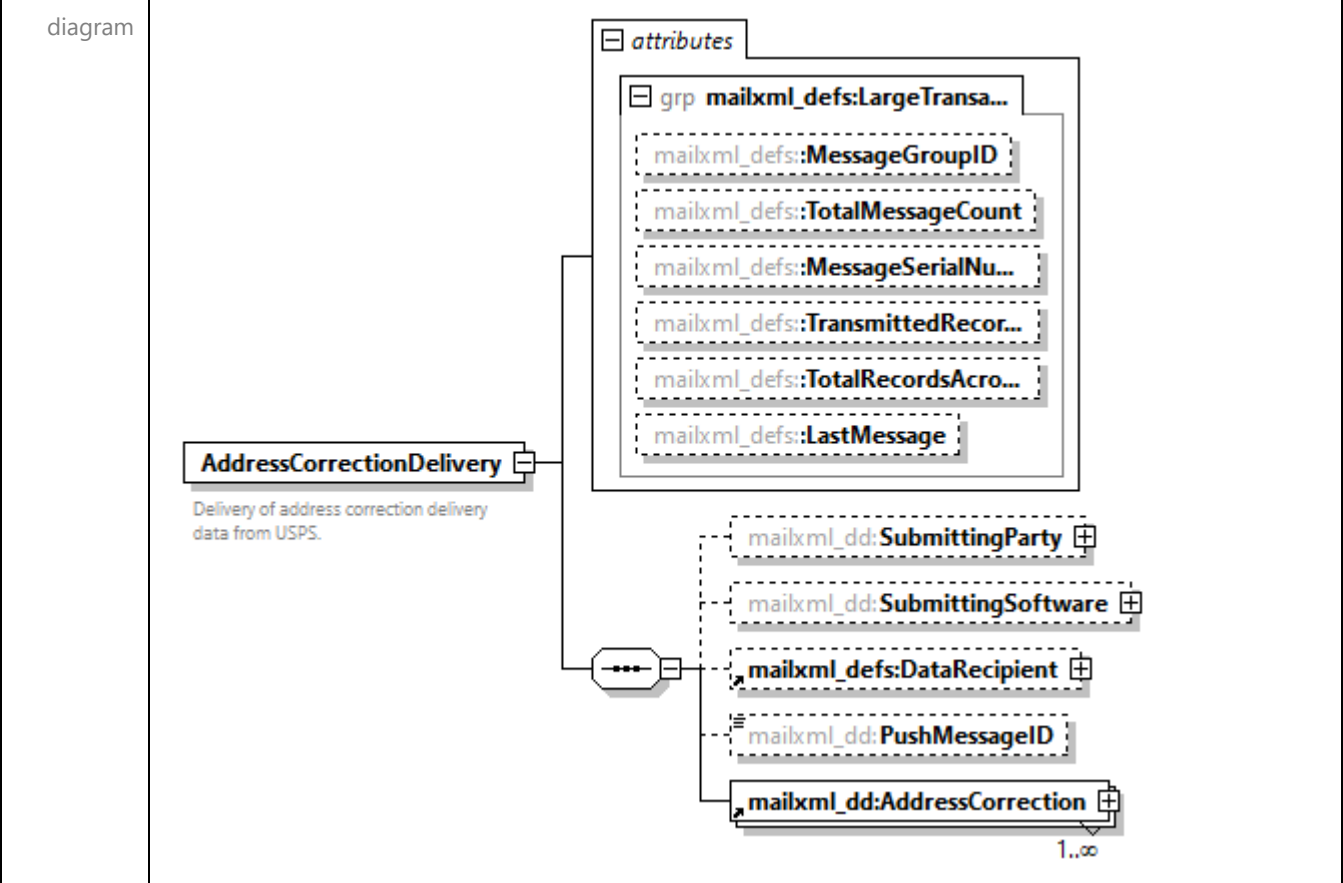 diagram
attributes
grp mailxml_defs:LargeTransa...
mailxml_defs::MessageGroupID
mailxml_defs::TotalMessageCount
mailxml_defs::MessageSerialNu...
mailxml_defs::TransmittedRecor...
mailxml_defs::TotalRecordsAcro...
mailxml_defs::LastMessage
AddressCorrectionDelivery
Delivery of address correction delivery
data from USPS.
mailxml_dd:SubmittingParty
mailxml_dd:SubmittingSoftware
mailxml_defs:DataRecipient
mailxml_dd:PushMessageID
mailxml_dd:AddressCorrection
1..∞